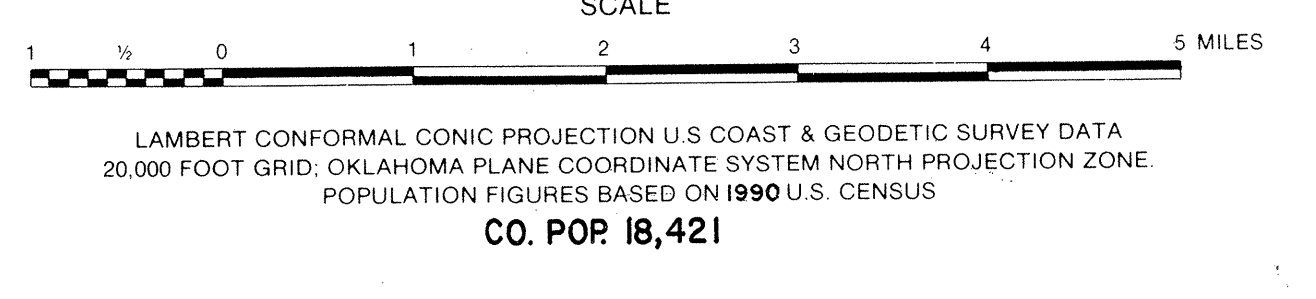 SCALE
1 ½ 0 1 2 3 4 5 MILES
LAMBERT CONFORMAL CONIC PROJECTION U.S COAST & GEODETIC SURVEY DATA
20,000 FOOT GRID; OKLAHOMA PLANE COORDINATE SYSTEM NORTH PROJECTION ZONE.
POPULATION FIGURES BASED ON 1990 U.S. CENSUS
CO. POP. 18,421